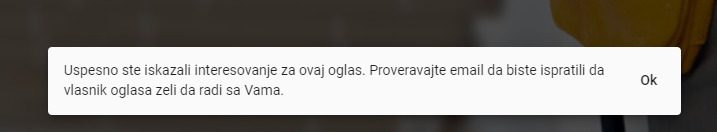 Uspesno ste iskazali interesovanje za ovaj oglas. Proveravajte email da biste ispratili da
vlasnik oglasa zeli da radi sa Vama.
Ok